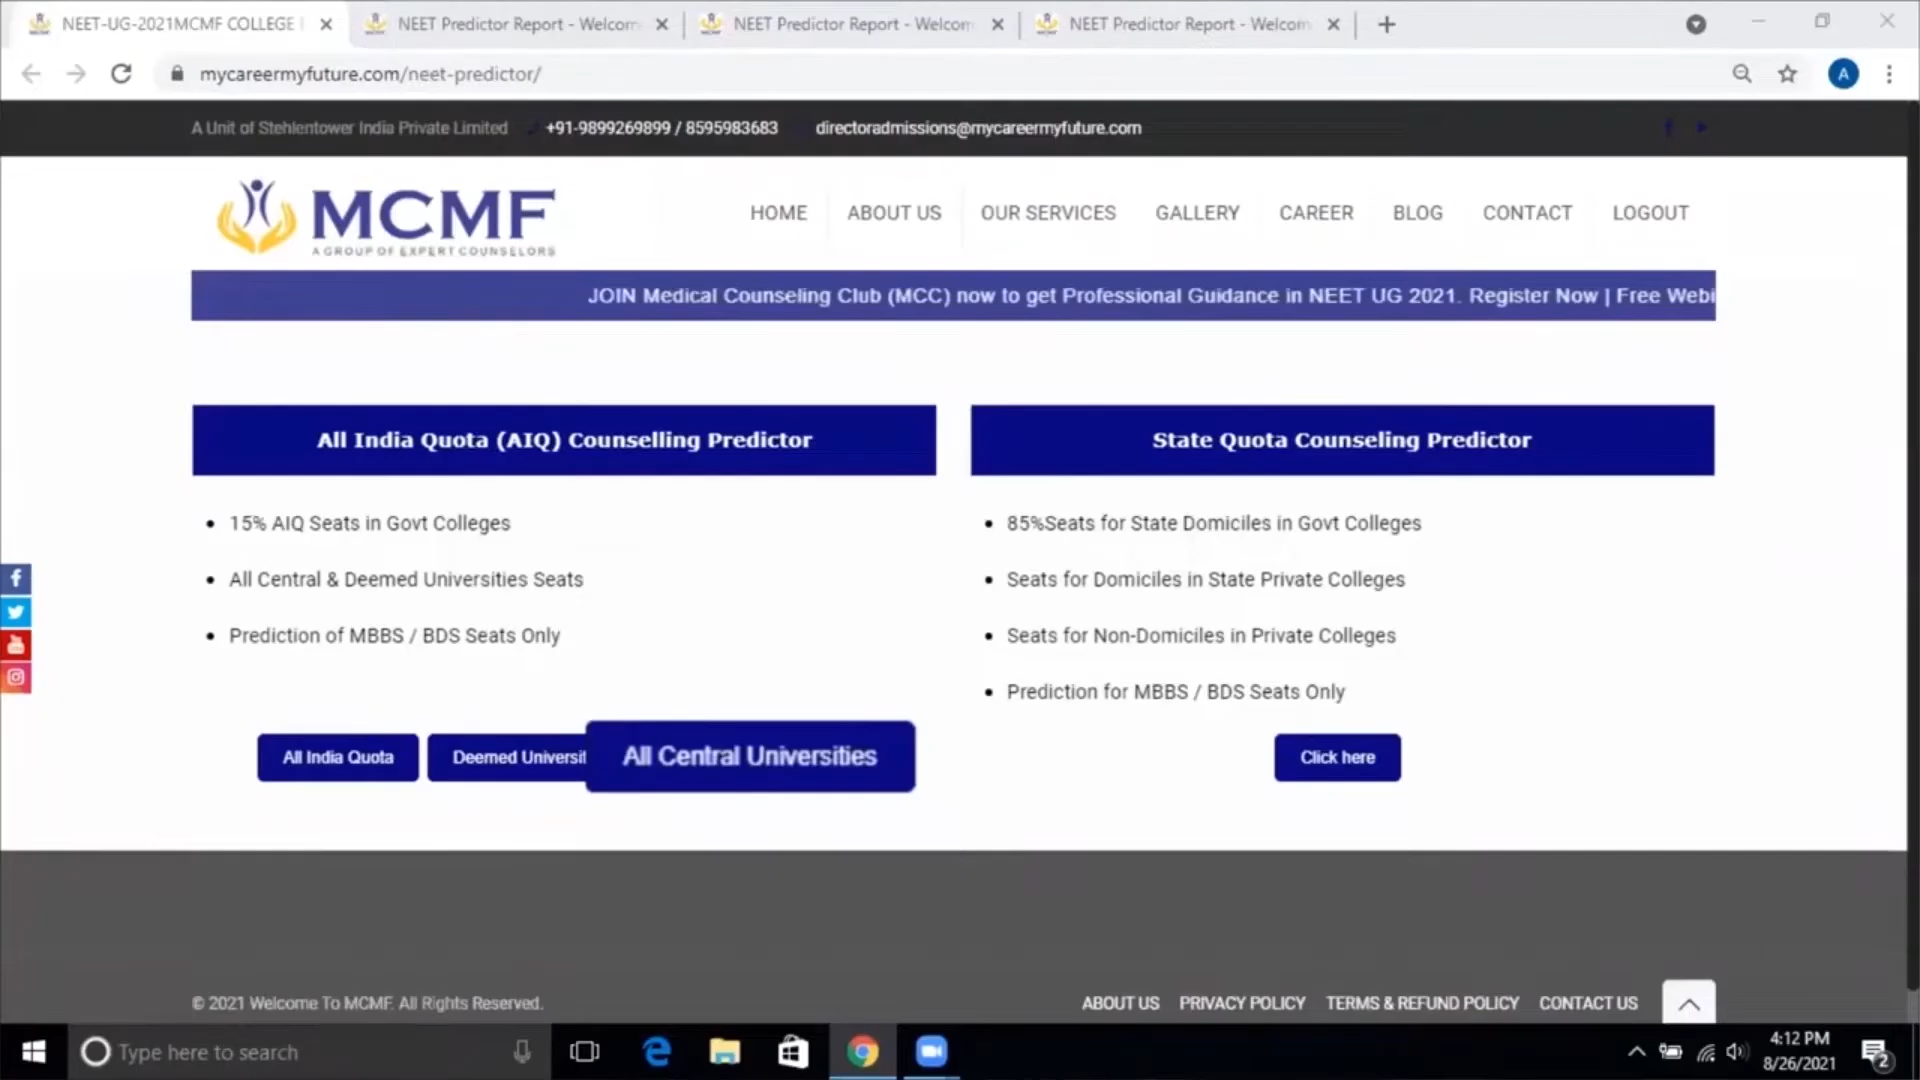 NEET-UG-2021MCMF COLLEGE
NEET Predictor Report - Welcom
NEET Predictor Report - Welcom
NEET Predictor Report - Welcom
mycareermyfuture.com/neet-predictor/
A
A Unit of Stehlentower India Private Limited
+91-9899269899 / 8595983683
directoradmissions@mycareermyfuture.com
MCMF
A GROUP OF EXPERT COUNSELORS
HOME
ABOUT US
OUR SERVICES
GALLERY
CAREER
BLOG
CONTACT
LOGOUT
JOIN Medical Counseling Club (MCC) now to get Professional Guidance in NEET UG 2021. Register Now | Free Webi
All India Quota (AIQ) Counselling Predictor
• 15% AIQ Seats in Govt Colleges
• All Central & Deemed Universities Seats
• Prediction of MBBS / BDS Seats Only
All India Quota
Deemed Universit
All Central Universities
State Quota Counseling Predictor
• 85%Seats for State Domiciles in Govt Colleges
• Seats for Domiciles in State Private Colleges
• Seats for Non-Domiciles in Private Colleges
• Prediction for MBBS / BDS Seats Only
Click here
© 2021 Welcome To MCMF. All Rights Reserved.
ABOUT US
PRIVACY POLICY
TERMS & REFUND POLICY
CONTACT US
Type here to search
4:12 PM
8/26/2021
2